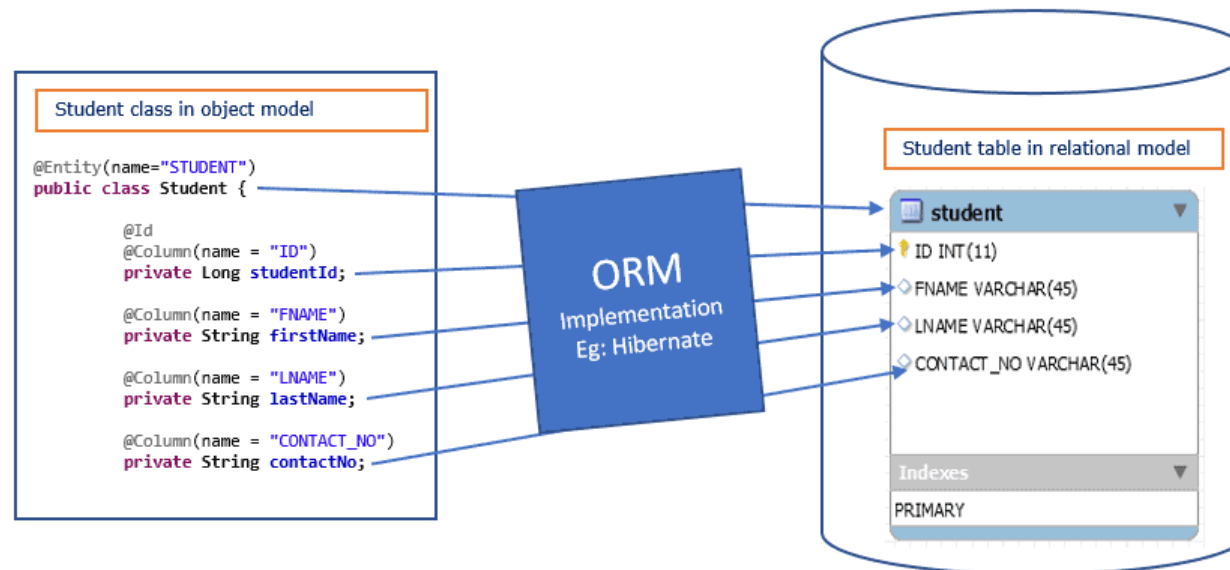 Student class in object model
@Entity(name="STUDENT")
public class Student {
@Id
@Column(name = "ID")
private Long studentId;
@Column(name = "FNAME")
private String firstName;
@Column(name = "LNAME")
private String lastName;
@Column(name = "CONTACT_NO")
private String contactNo;
ORM
Implementation
Eg: Hibernate
Student table in relational model
student
ID INT(11)
FNAME VARCHAR(45)
LNAME VARCHAR(45)
CONTACT_NO VARCHAR(45)
Indexes
PRIMARY